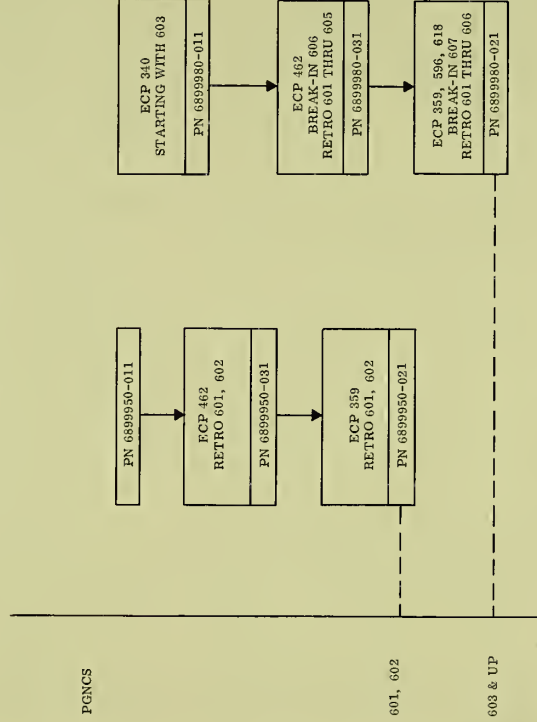 PGNCS
PN 6899950-011
ECP 462
RETRO 601, 602
PN 6899950-031
ECP 359
RETRO 601, 602
PN 6899950-021
ECP 340
STARTING WITH 603
PN 6899980-011
ECP 462
BREAK-IN 606
RETRO 601 THRU 605
PN 6899980-031
ECP 359, 596, 618
BREAK-IN 607
RETRO 601 THRU 606
PN 6899980-021
601, 602
603 & UP